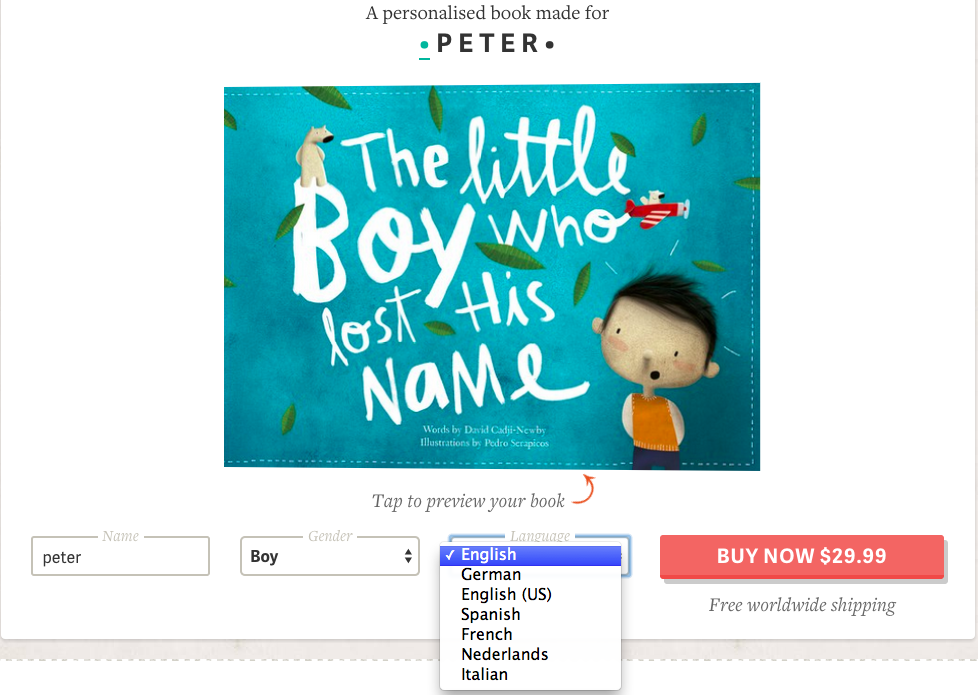 A personalised book made for
•PETER•
The little
Boy who
lost His
NaMe
Words by David Cadji-Newby
Illustrations by Pedro Serapicos
Tap to preview your book
Name
Gender
Language
peter
Boy
✓ English
German
English (US)
Spanish
French
Nederlands
Italian
BUY NOW $29.99
Free worldwide shipping